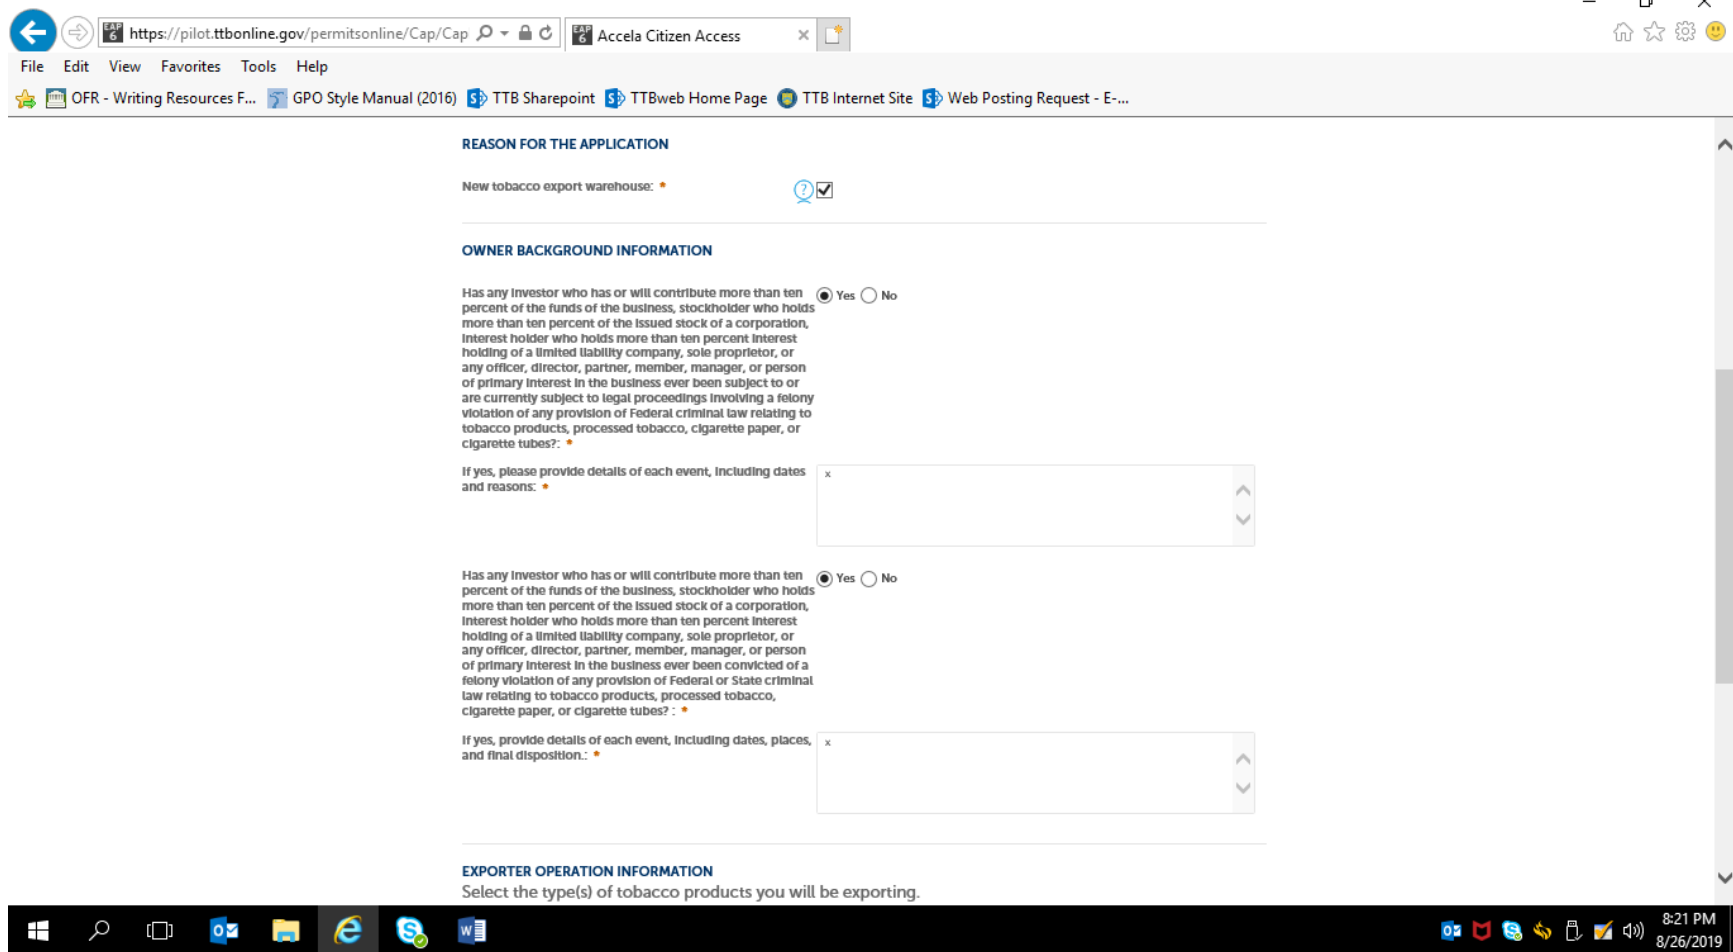 EAP 6 https://pilot.ttbonline.gov/permitsonline/Cap/Cap
EAP 6 Accela Citizen Access
File Edit View Favorites Tools Help
OFR - Writing Resources F... GPO Style Manual (2016) TTB Sharepoint TTBweb Home Page TTB Internet Site Web Posting Request - E-...
REASON FOR THE APPLICATION
New tobacco export warehouse: *
?
OWNER BACKGROUND INFORMATION
Has any investor who has or will contribute more than ten
percent of the funds of the business, stockholder who holds
more than ten percent of the issued stock of a corporation,
interest holder who holds more than ten percent interest
holding of a limited liability company, sole proprietor, or
any officer, director, partner, member, manager, or person
of primary interest in the business ever been subject to or
are currently subject to legal proceedings involving a felony
violation of any provision of Federal criminal law relating to
tobacco products, processed tobacco, cigarette paper, or
cigarette tubes?: *
Yes No
If yes, please provide details of each event, including dates
and reasons: *
x
Has any investor who has or will contribute more than ten
percent of the funds of the business, stockholder who holds
more than ten percent of the issued stock of a corporation,
interest holder who holds more than ten percent interest
holding of a limited liability company, sole proprietor, or
any officer, director, partner, member, manager, or person
of primary interest in the business ever been convicted of a
felony violation of any provision of Federal or State criminal
law relating to tobacco products, processed tobacco,
cigarette paper, or cigarette tubes? : *
Yes No
If yes, provide details of each event, including dates, places,
and final disposition.: *
x
EXPORTER OPERATION INFORMATION
Select the type(s) of tobacco products you will be exporting.
8:21 PM
8/26/2019